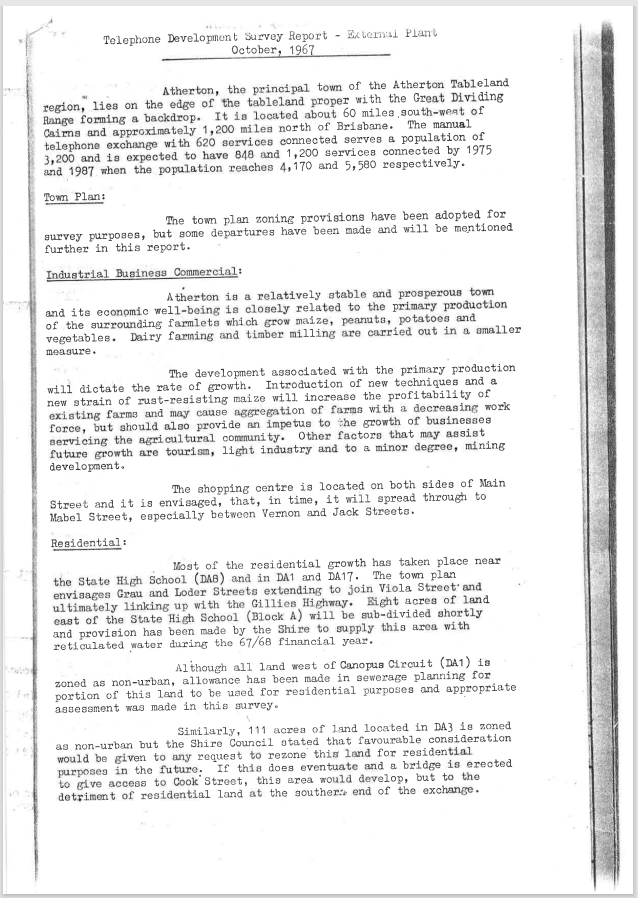 Telephone Development Survey Report - External Plant
October, 1967
Atherton, the principal town of the Atherton Tableland
region, lies on the edge of the tableland proper with the Great Dividing
Range forming a backdrop. It is located about 60 miles south-west of
Cairns and approximately 1,200 miles north of Brisbane. The manual
telephone exchange with 620 services connected serves a population of
3,200 and is expected to have 848 and 1,200 services connected by 1975
and 1987 when the population reaches 4,170 and 5,580 respectively.
Town Plan:
The town plan zoning provisions have been adopted for
survey purposes, but some departures have been made and will be mentioned
further in this report.
Industrial Business Commercial:
Atherton is a relatively stable and prosperous town
and its economic well-being is closely related to the primary production
of the surrounding farmlets which grow maize, peanuts, potatoes and
vegetables. Dairy farming and timber milling are carried out in a smaller
measure.
The development associated with the primary production
will dictate the rate of growth. Introduction of new techniques and a
new strain of rust-resisting maize will increase the profitability of
existing farms and may cause aggregation of farms with a decreasing work
force, but should also provide an impetus to the growth of businesses
servicing the agricultural community. Other factors that may assist
future growth are tourism, light industry and to a minor degree, mining
development.
The shopping centre is located on both sides of Main
Street and it is envisaged, that, in time, it will spread through to
Mabel Street, especially between Vernon and Jack Streets.
Residential:
Most of the residential growth has taken place near
the State High School (DA8) and in DA1 and DA17. The town plan
envisages Grau and Loder Streets extending to join Viola Street and
ultimately linking up with the Gillies Highway. Eight acres of land
east of the State High School (Block A) will be sub-divided shortly
and provision has been made by the Shire to supply this area with
reticulated water during the 67/68 financial year.
Although all land west of Canopus Circuit (DA1) is
zoned as non-urban, allowance has been made in sewerage planning for
portion of this land to be used for residential purposes and appropriate
assessment was made in this survey.
Similarly, 111 acres of land located in DA3 is zoned
as non-urban but the Shire Council stated that favourable consideration
would be given to any request to rezone this land for residential
purposes in the future. If this does eventuate and a bridge is erected
to give access to Cook Street, this area would develop, but to the
detriment of residential land at the southern end of the exchange.